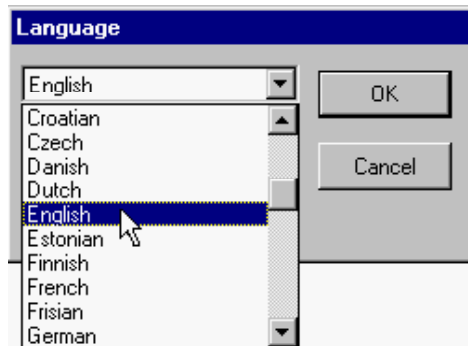 Language
English
OK
Croatian
Czech
Danish
Cancel
Dutch
English
Estonian
Finnish
French
Frisian
German